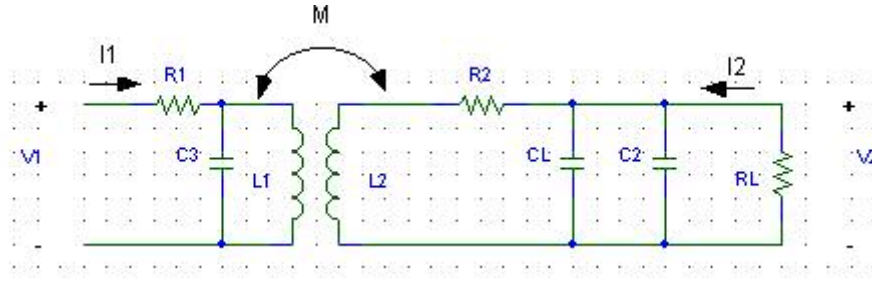 M
I1
R1
R2
I2
+
+
V1
C3
L1
L2
CL
C2
RL
V2
-
-